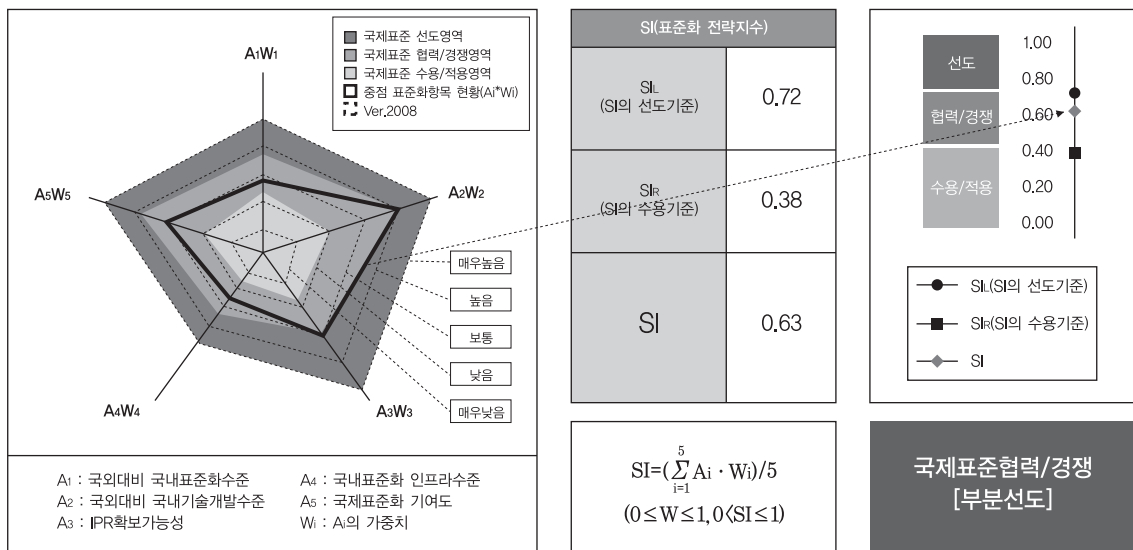 국제표준 선도영역
국제표준 협력/경쟁영역
국제표준 수용/적용영역
중점 표준화항목 현황(Ai*Wi)
Ver.2008
A1W1
A2W2
A3W3
A4W4
A5W5
매우높음
높음
보통
낮음
매우낮음
A1 : 국외대비 국내표준화수준
A2 : 국외대비 국내기술개발수준
A3 : IPR확보가능성
A4 : 국내표준화 인프라수준
A5 : 국제표준화 기여도
Wi : Ai의 가중치
SI(표준화 전략지수)
SIL
(SI의 선도기준)
0.72
SIR
(SI의 수용기준)
0.38
SI
0.63
SI=(∑Ai · Wi)/5
5
i=1
(0≤W≤1, 0<SI≤1)
선도
협력/경쟁
수용/적용
1.00
0.80
0.60
0.40
0.20
0.00
SIL(SI의 선도기준)
SIR(SI의 수용기준)
SI
국제표준협력/경쟁
[부분선도]